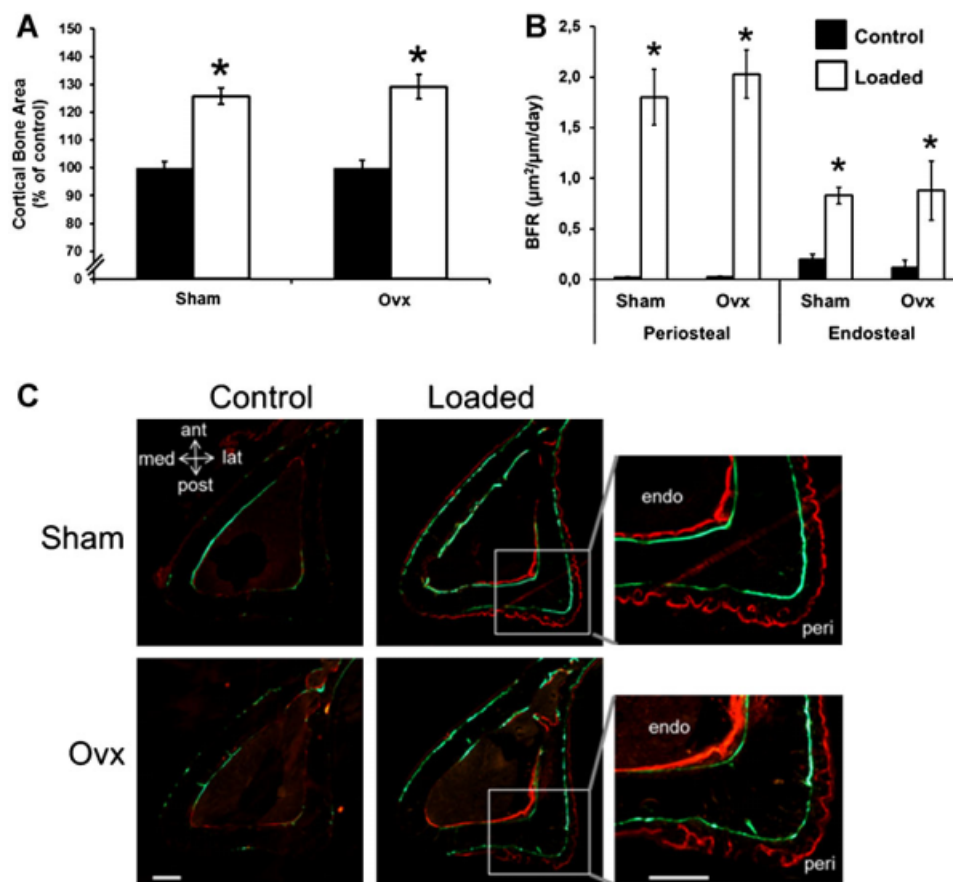 A
Cortical Bone Area
(% of control)
150
140
130
120
110
100
90
80
70
60
0
*
*
Sham
Ovx
B
BFR (µm²/µm/day)
2,5
2,0
1,5
1,0
0,5
0,0
*
*
*
*
Control
Loaded
Sham
Ovx
Sham
Ovx
Periosteal
Endosteal
C
Control
Loaded
ant
med
lat
post
Sham
endo
peri
Ovx
endo
peri